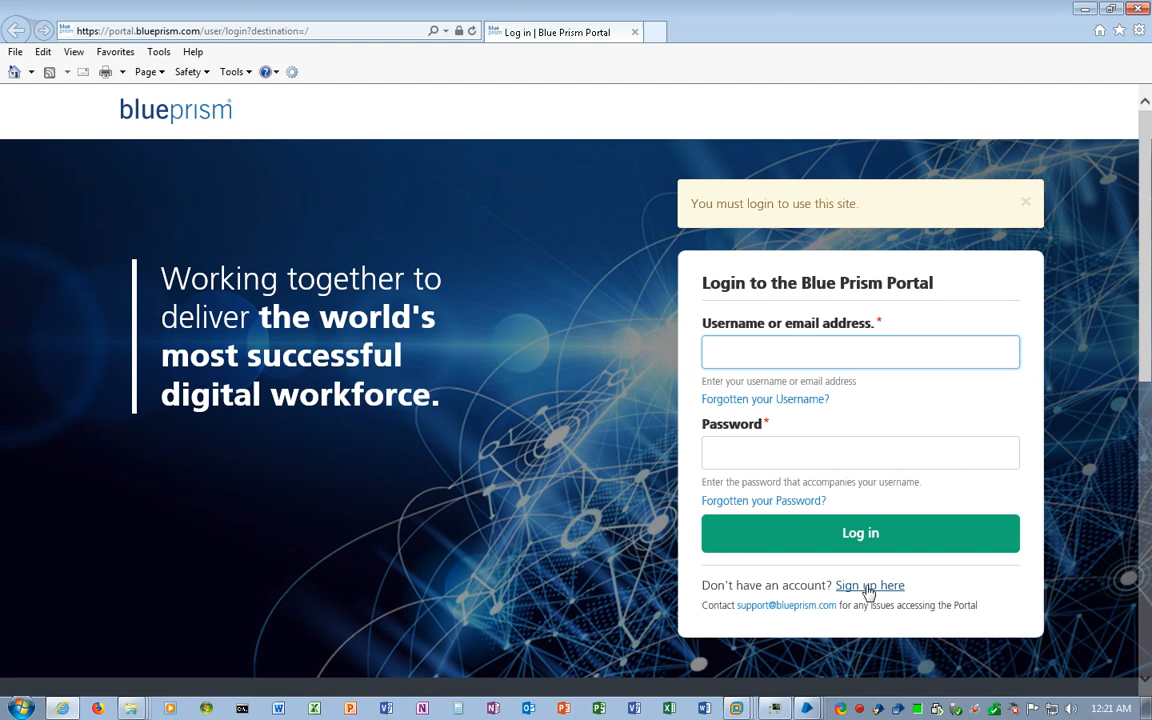 https://portal.blueprism.com/user/login?destination=/
Log in | Blue Prism Portal
File Edit View Favorites Tools Help
Page Safety Tools
blueprism
You must login to use this site.
Working together to
deliver the world's
most successful
digital workforce.
Login to the Blue Prism Portal
Username or email address. *
Enter your username or email address
Forgotten your Username?
Password *
Enter the password that accompanies your username.
Forgotten your Password?
Log in
Don't have an account? Sign up here
Contact support@blueprism.com for any issues accessing the Portal
12:21 AM